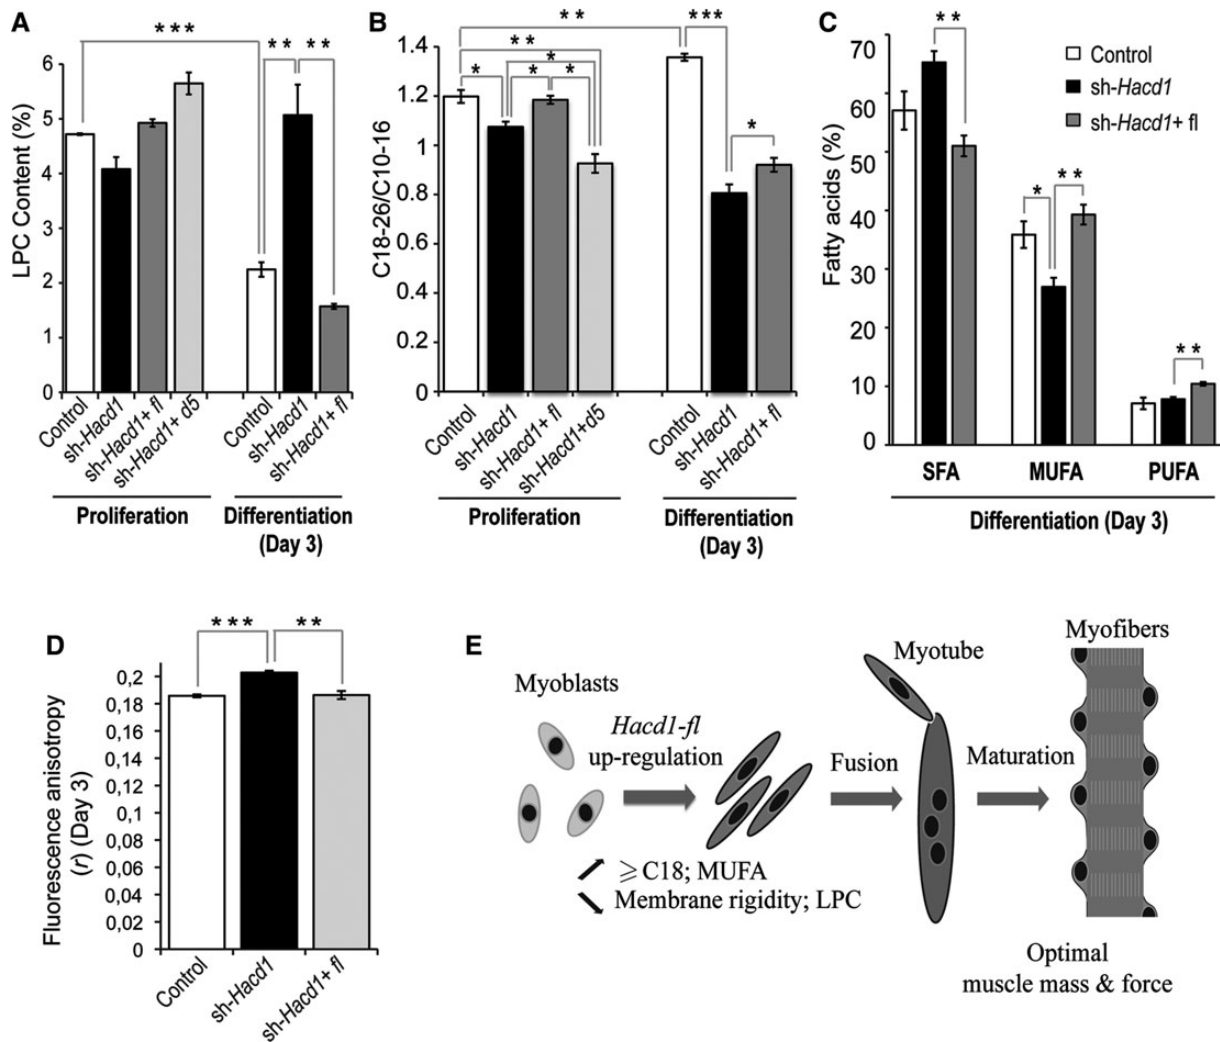 A
B
C
***
** **
LPC Content (%)
6
5
4
3
2
1
0
Control
sh-Hacd1
sh-Hacd1+ fl
sh-Hacd1+ d5
Control
sh-Hacd1
sh-Hacd1+ fl
Proliferation
Differentiation
(Day 3)
** ***
**
*
* * *
*
C18-26/C10-16
1.4
1.2
1.0
0.8
0.6
0.4
0.2
0
Control
sh-Hacd1
sh-Hacd1+ fl
sh-Hacd1+d5
Control
sh-Hacd1
sh-Hacd1+ fl
Proliferation
Differentiation
(Day 3)
**
* **
**
Fatty acids (%)
70
60
50
40
30
20
10
0
Control
sh-Hacd1
sh-Hacd1+ fl
SFA MUFA PUFA
Differentiation (Day 3)
D
*** **
Fluorescence anisotropy
(r) (Day 3)
0,2
0,18
0,16
0,14
0,12
0,1
0,08
0,06
0,04
0,02
0
Control
sh-Hacd1
sh-Hacd1+ fl
E
Myoblasts
Hacd1-fl
up-regulation
Fusion
Myotube
Maturation
Myofibers
⩾ C18; MUFA
Membrane rigidity; LPC
Optimal
muscle mass & force